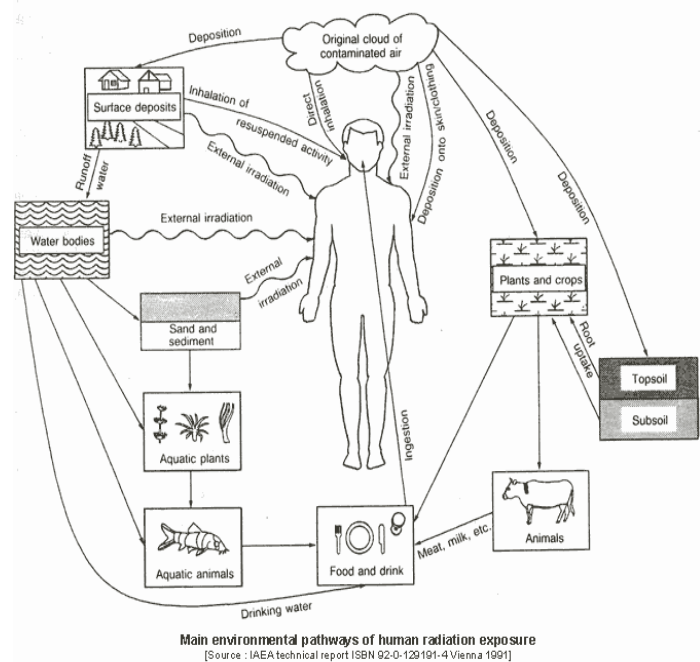 Original cloud of
contaminated air
Deposition
Surface deposits
Inhalation of
resuspended activity
Direct
inhalation
External irradiation
Deposition onto skin/clothing
Deposition
Deposition
External irradiation
Runoff
water
External irradiation
Water bodies
External
irradiation
Plants and crops
Sand and
sediment
Root
uptake
Topsoil
Subsoil
Ingestion
Aquatic plants
Animals
Meat, milk, etc.
Aquatic animals
Food and drink
Drinking water
Main environmental pathways of human radiation exposure
[Source : IAEA technical report ISBN 92-0-129191-4 Vienna 1991]